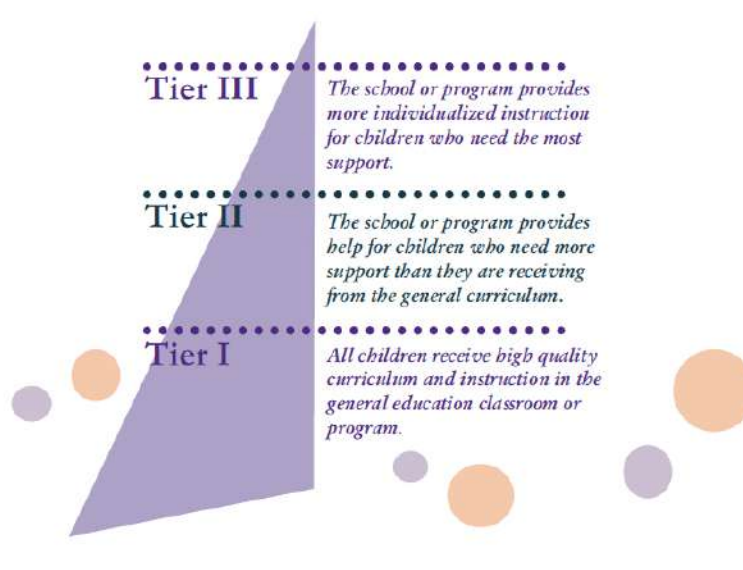 Tier III
The school or program provides
more individualized instruction
for children who need the most
support.
Tier II
The school or program provides
help for children who need more
support than they are receiving
from the general curriculum.
Tier I
All children receive high quality
curriculum and instruction in the
general education classroom or
program.